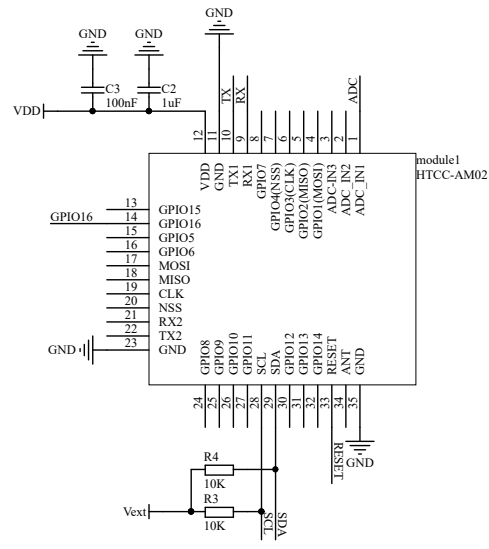 GND
GND
GND
C3
100nF
C2
1uF
VDD
TX
RX
ADC
12
11
10
9
8
7
6
5
4
3
2
1
module1
HTCC-AM02
VDD
GND
TX1
RX1
GPIO7
GPIO4(NSS)
GPIO3(CLK)
GPIO2(MISO)
GPIO1(MOSI)
ADC-IN3
ADC_IN2
ADC_IN1
13 GPIO15
GPIO16 14 GPIO16
15 GPIO5
16 GPIO6
17 MOSI
18 MISO
19 CLK
20 NSS
21 RX2
22 TX2
GND 23 GND
GPIO8
GPIO9
GPIO10
GPIO11
SCL
SDA
GPIO12
GPIO13
GPIO14
RESET
ANT
GND
24
25
26
27
28
29
30
31
32
33
34
35
RESET
GND
R4
10K
R3
10K
Vext
SCL
SDA